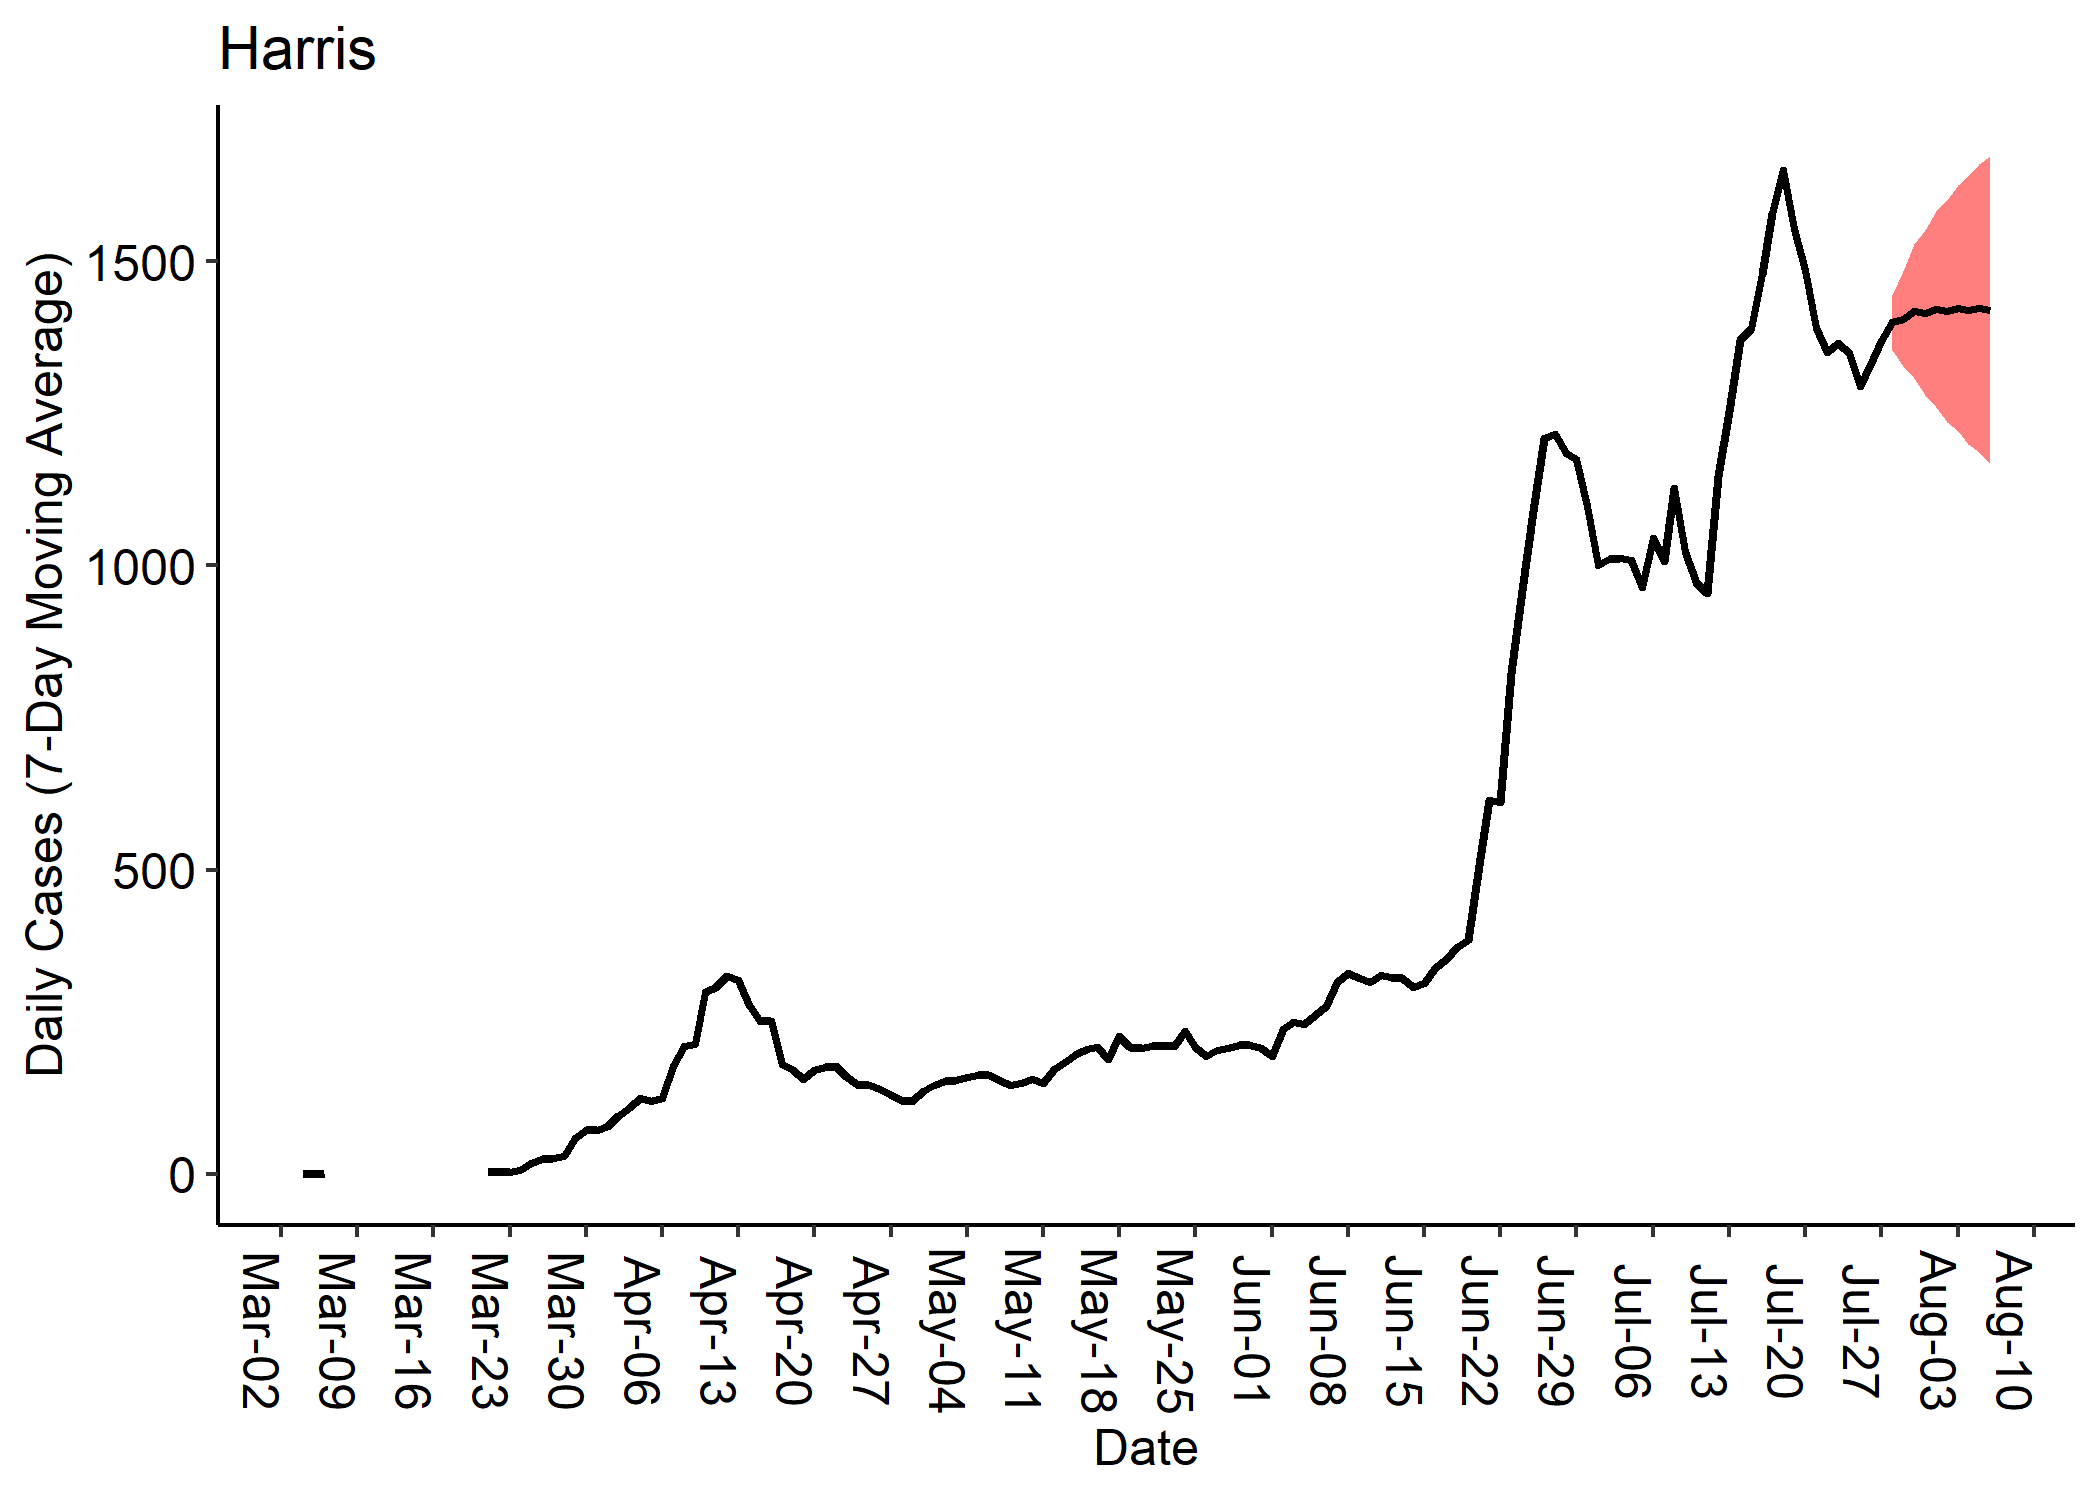 Harris
Daily Cases (7-Day Moving Average)
1500
1000
500
0
Mar-02
Mar-09
Mar-16
Mar-23
Mar-30
Apr-06
Apr-13
Apr-20
Apr-27
May-04
May-11
May-18
May-25
Jun-01
Jun-08
Jun-15
Jun-22
Jun-29
Jul-06
Jul-13
Jul-20
Jul-27
Aug-03
Aug-10
Date